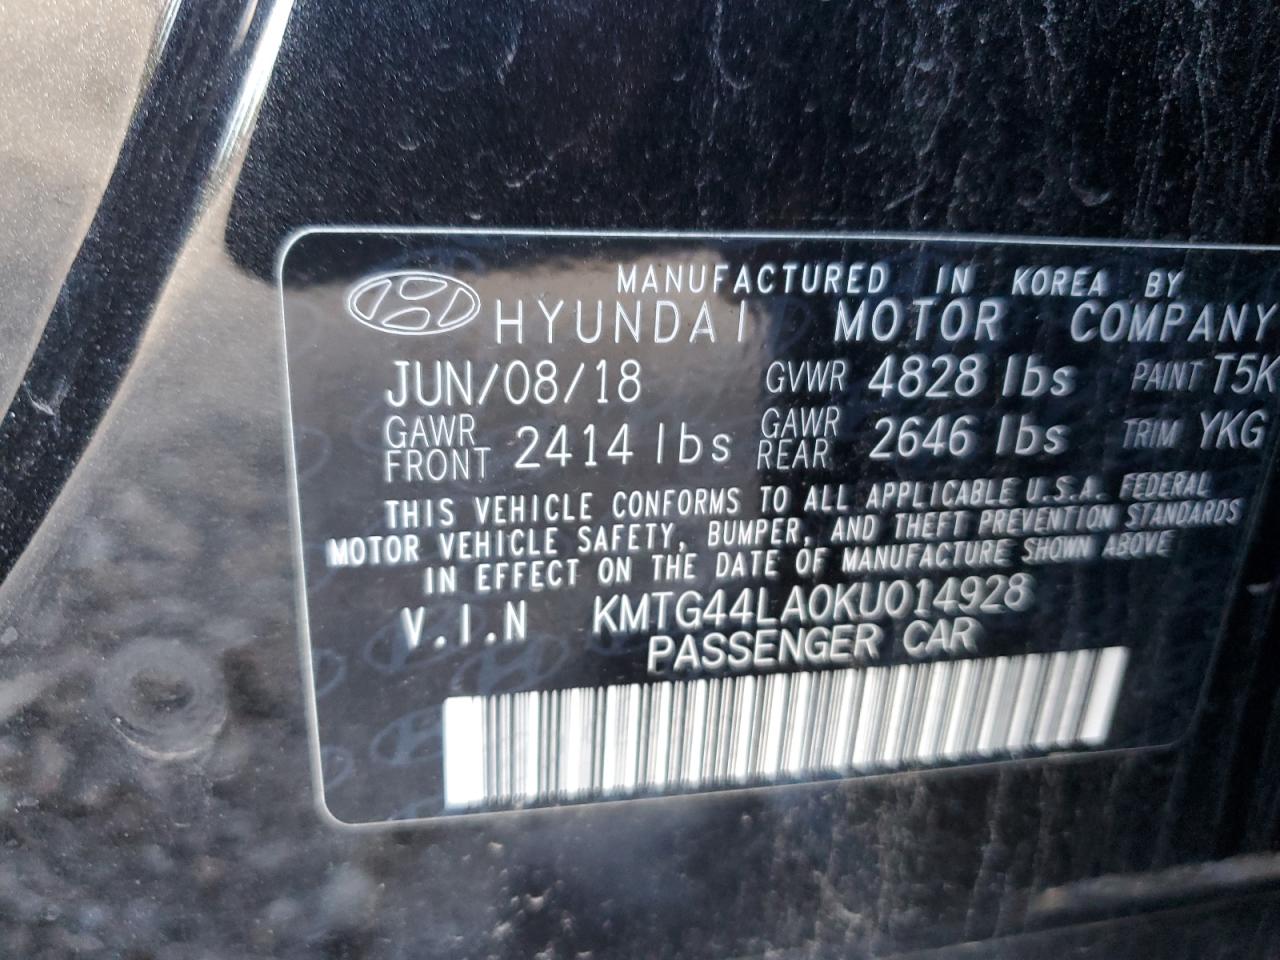 MANUFACTURED IN KOREA BY
HYUNDAI MOTOR COMPANY
JUN/08/18 GVWR 4828 lbs PAINT T5K
GAWR FRONT 2414 lbs GAWR REAR 2646 lbs TRIM YKG
THIS VEHICLE CONFORMS TO ALL APPLICABLE U.S.A. FEDERAL
MOTOR VEHICLE SAFETY, BUMPER, AND THEFT PREVENTION STANDARDS
IN EFFECT ON THE DATE OF MANUFACTURE SHOWN ABOVE
V.I.N KMTG44LA0KU014928
PASSENGER CAR